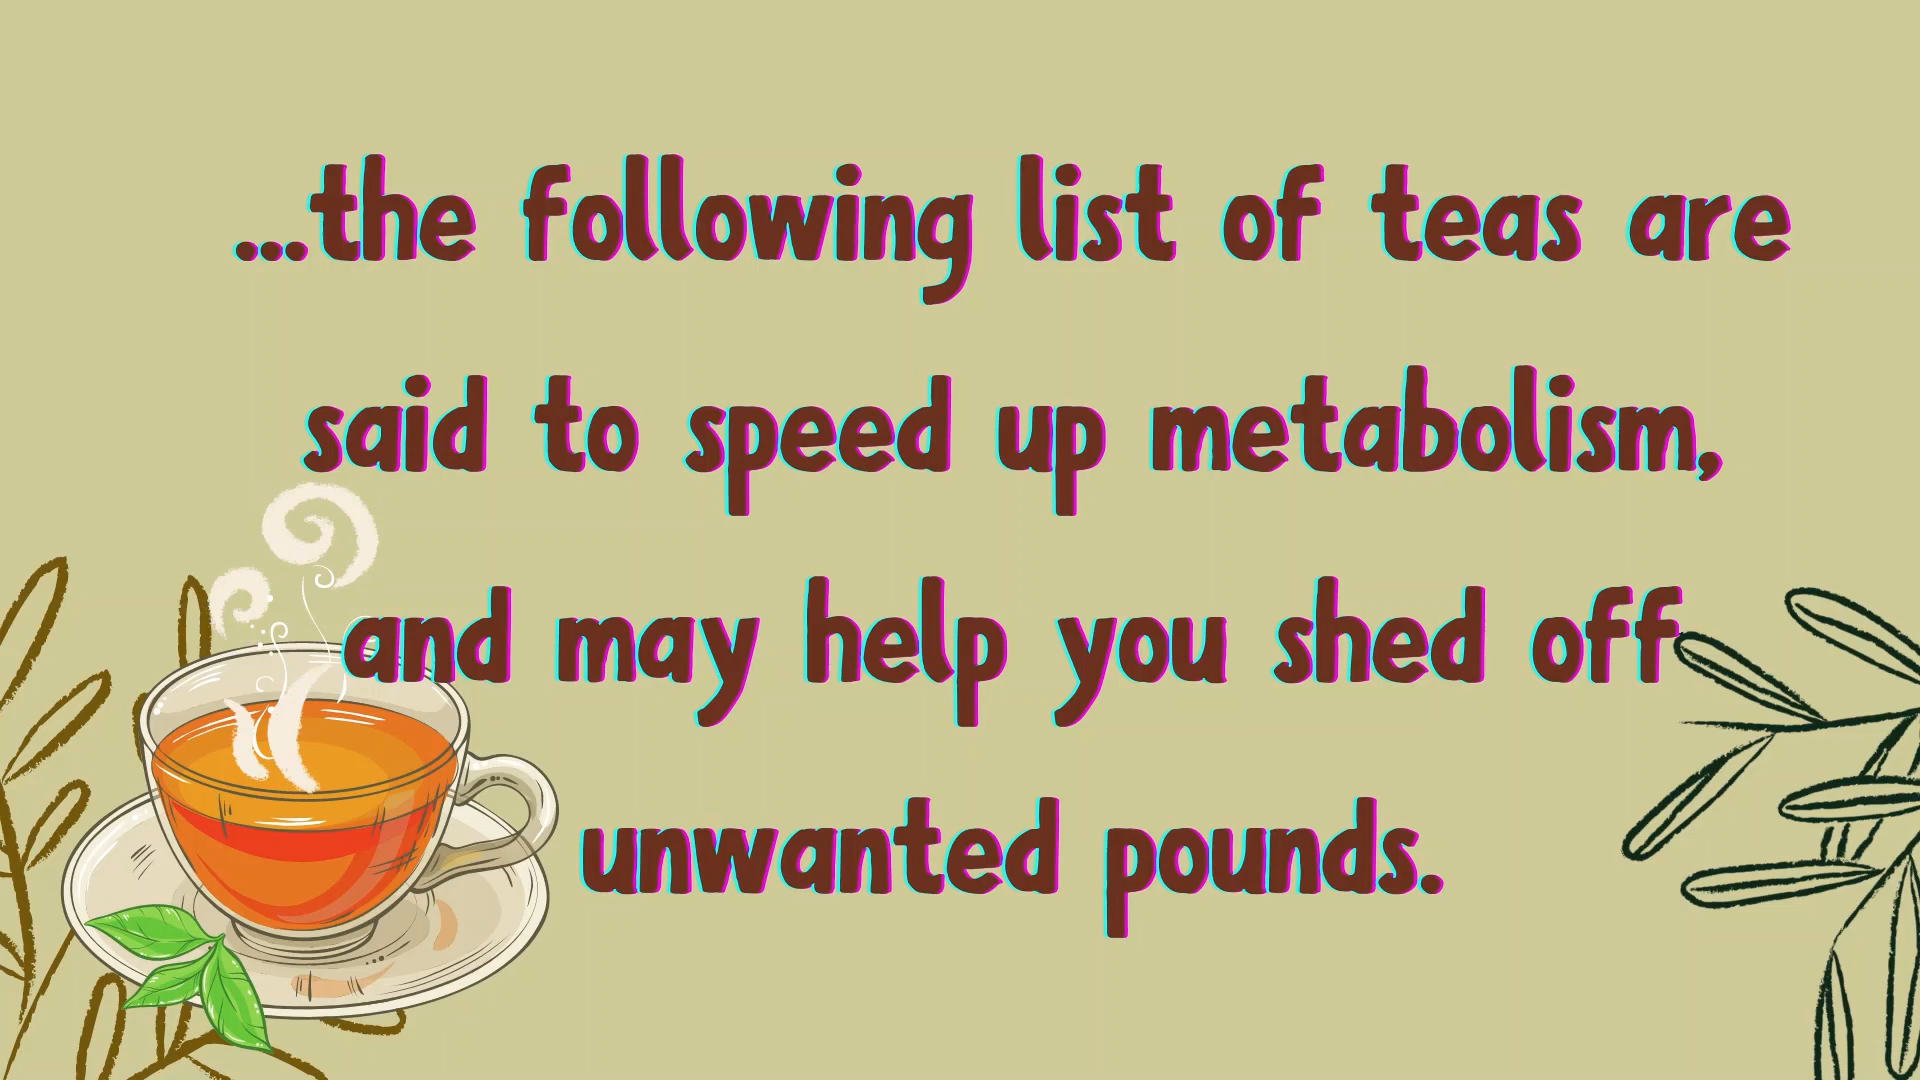 ...the following list of teas are
said to speed up metabolism,
and may help you shed off
unwanted pounds.